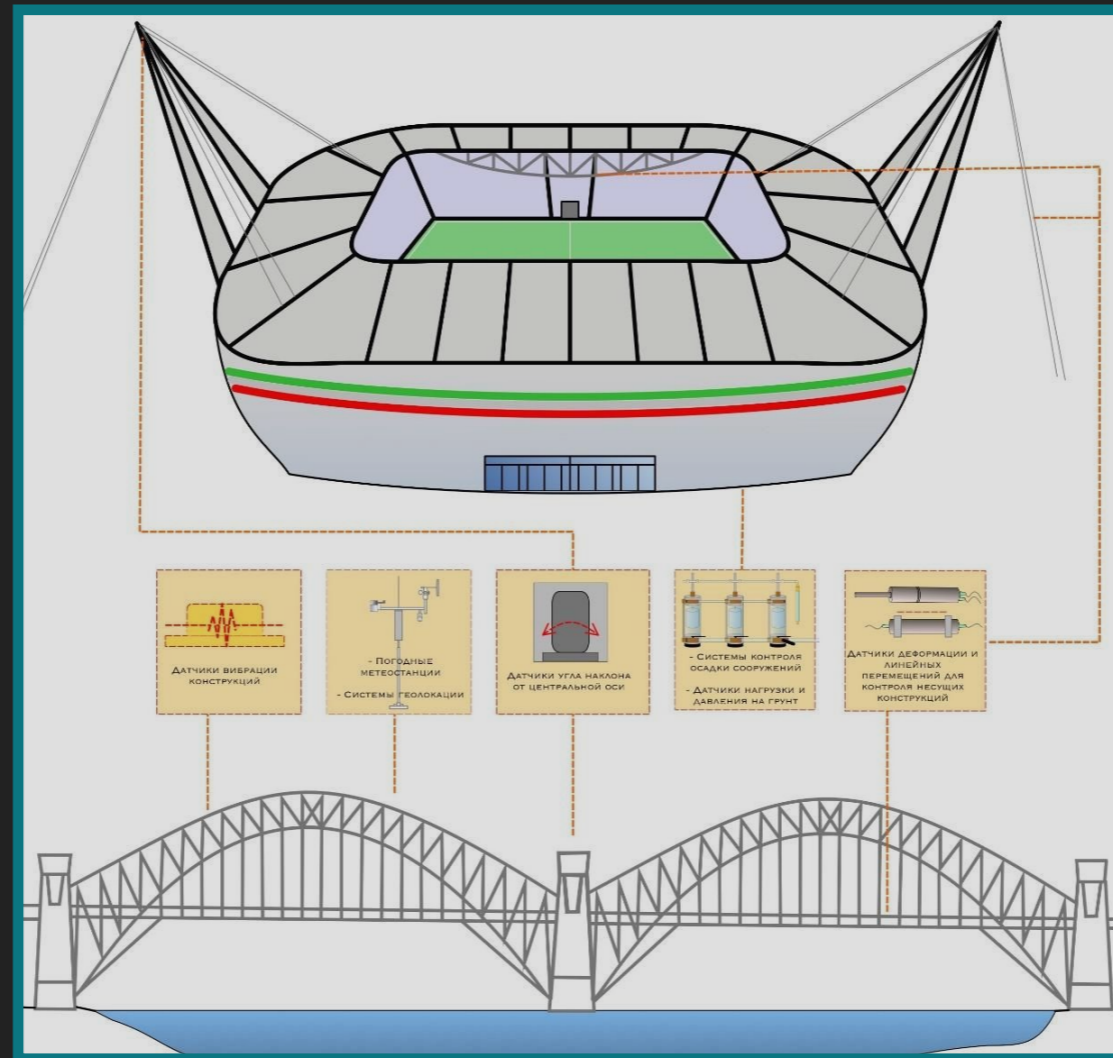 Датчики вибрации
конструкций
- Погодные
метеостанции
- Системы геолокации
Датчики угла наклона
от центральной оси
- Системы контроля
осадки сооружений
- Датчики нагрузки и
давления на грунт
Датчики деформации и
линейных
перемещений для
контроля несущих
конструкций